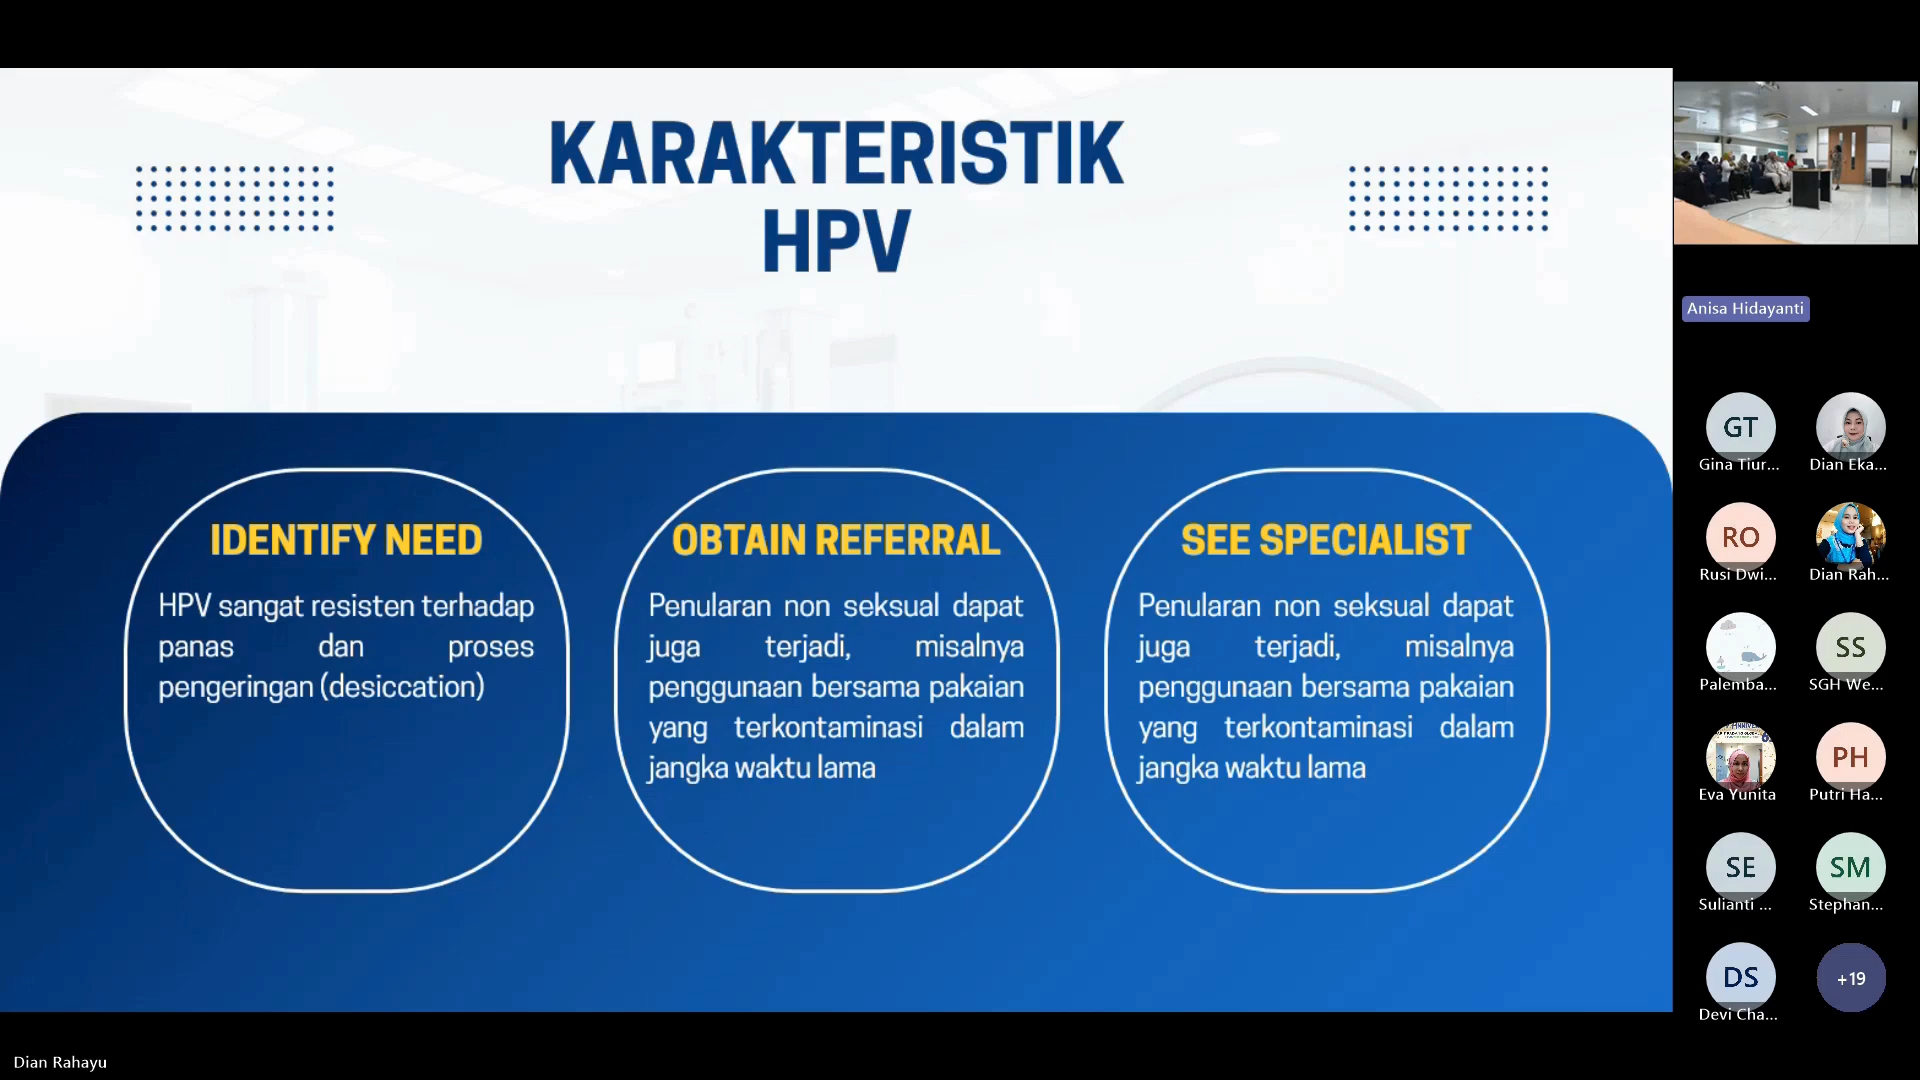 KARAKTERISTIK
HPV
IDENTIFY NEED
HPV sangat resisten terhadap
panas dan proses
pengeringan (desiccation)
OBTAIN REFERRAL
Penularan non seksual dapat
juga terjadi, misalnya
penggunaan bersama pakaian
yang terkontaminasi dalam
jangka waktu lama
SEE SPECIALIST
Penularan non seksual dapat
juga terjadi, misalnya
penggunaan bersama pakaian
yang terkontaminasi dalam
jangka waktu lama
Anisa Hidayanti
GT
Gina Tiur...
Dian Eka...
RO
Rusi Dwi...
Dian Rah...
Palemba...
SS
SGH We...
Eva Yunita
PH
Putri Ha...
SE
Sulianti ...
SM
Stephan...
DS
Devi Cha...
+19
Dian Rahayu